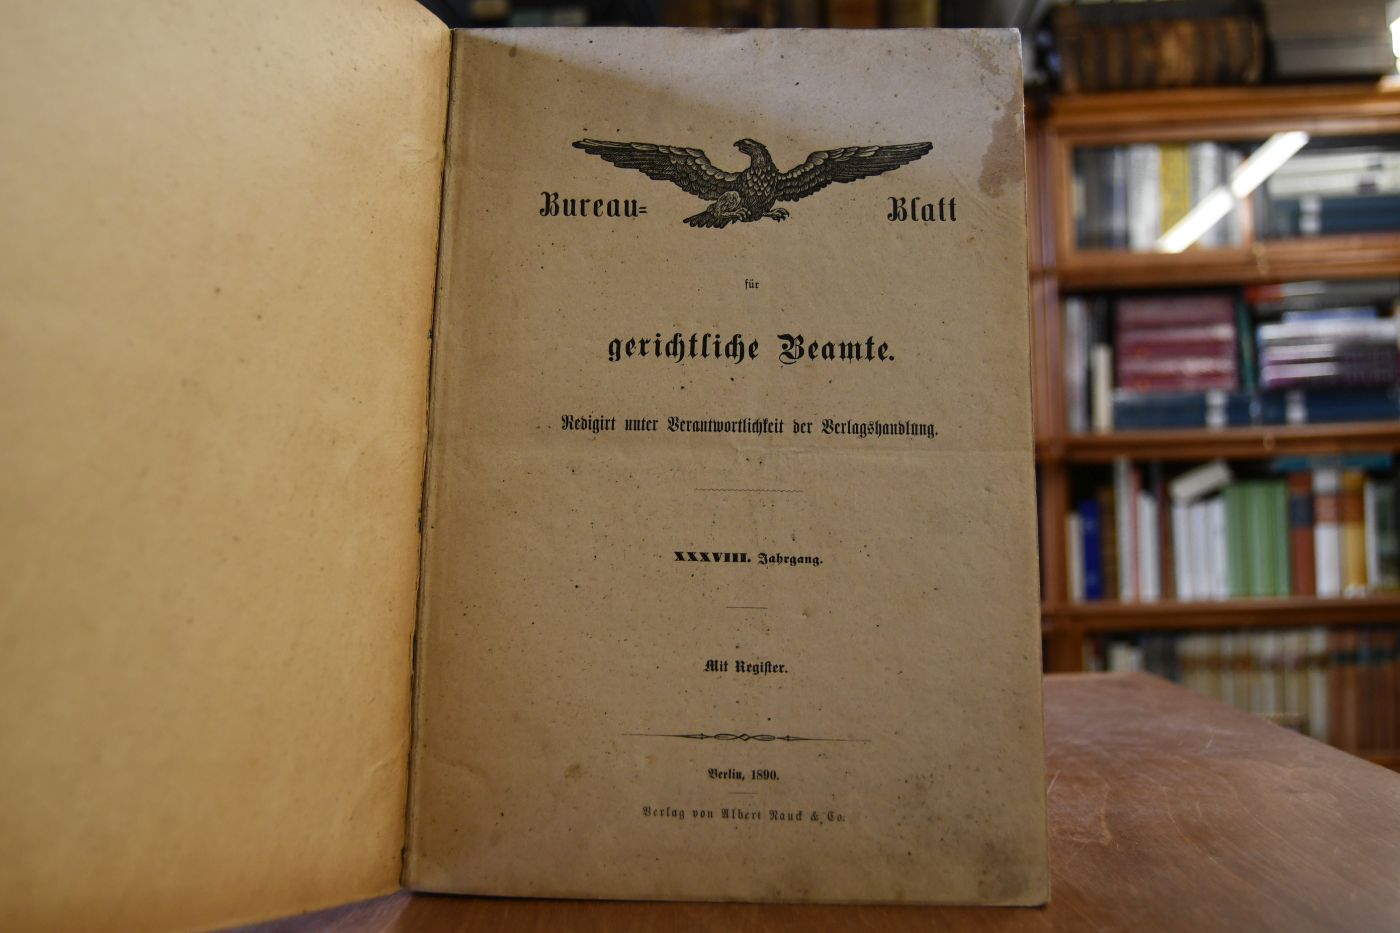 Bureau= Blatt
für
gerichtliche Beamte.
Redigirt unter Verantwortlichkeit der Verlagshandlung.
XXXVIII. Jahrgang.
Mit Register.
Berlin, 1890.
Verlag von Albert Nauck & Co.